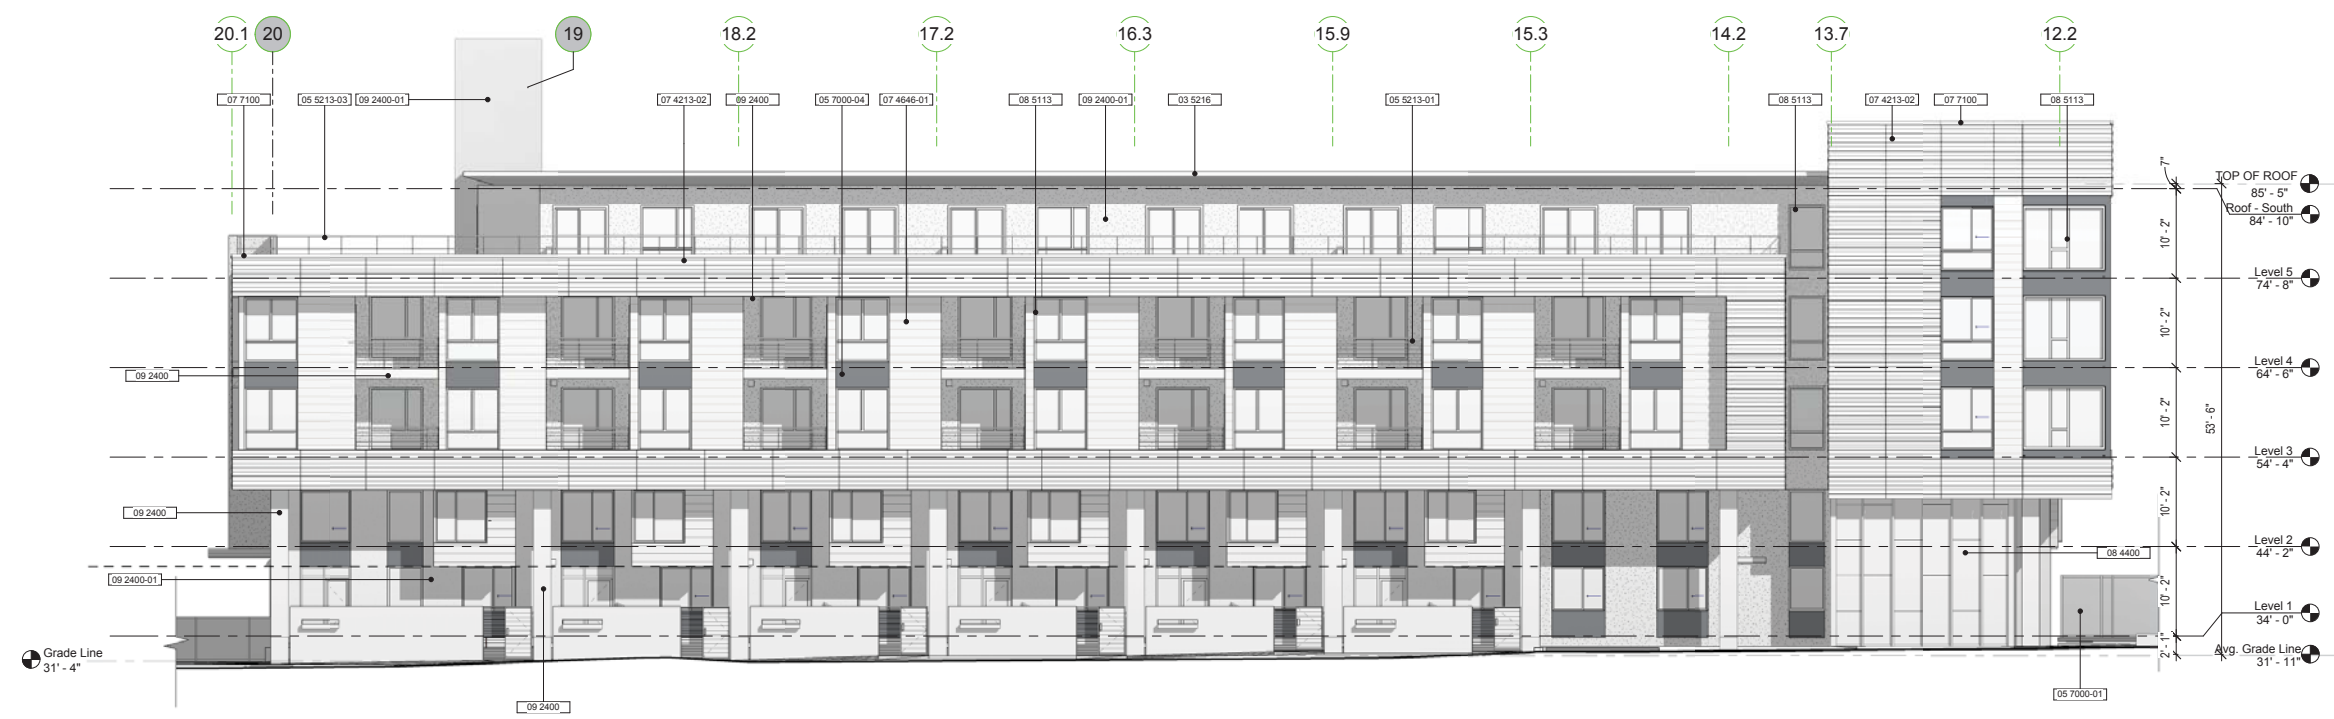 20.1 20 19 18.2 17.2 16.3 15.9 15.3 14.2 13.7 12.2
07 7100 05 5213-03 09 2400-01 07 4213-02 09 2400 05 7000-04 07 4646-01 08 5113 09 2400-01 03 5216 05 5213-01 08 5113 07 4213-02 07 7100 08 5113
7"
TOP OF ROOF
85' - 5"
Roof - South
84' - 10"
10' - 2"
Level 5
74' - 8"
10' - 2"
Level 4
64' - 6"
09 2400
10' - 2"
53' - 6"
Level 3
54' - 4"
09 2400
10' - 2"
Level 2
44' - 2"
08 4400
09 2400-01
10' - 2"
Level 1
34' - 0"
2' - 1"
Grade Line
31' - 4"
Avg. Grade Line
31' - 11"
05 7000-01
09 2400